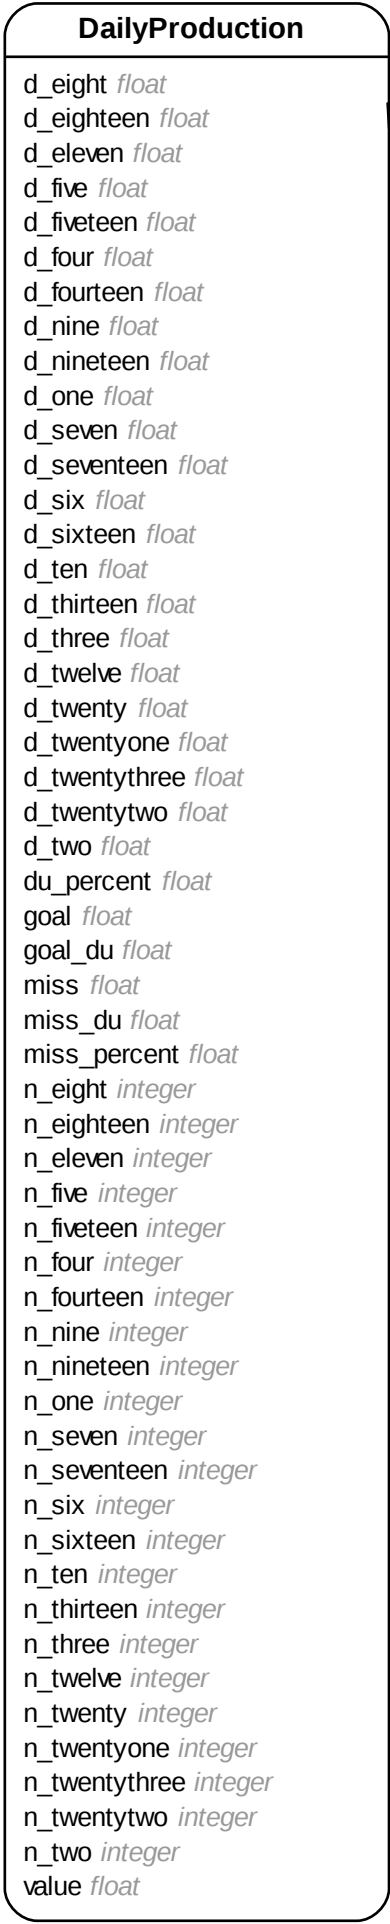 DailyProduction
d_eight float
d_eighteen float
d_eleven float
d_five float
d_fiveteen float
d_four float
d_fourteen float
d_nine float
d_nineteen float
d_one float
d_seven float
d_seventeen float
d_six float
d_sixteen float
d_ten float
d_thirteen float
d_three float
d_twelve float
d_twenty float
d_twentyone float
d_twentythree float
d_twentytwo float
d_two float
du_percent float
goal float
goal_du float
miss float
miss_du float
miss_percent float
n_eight integer
n_eighteen integer
n_eleven integer
n_five integer
n_fiveteen integer
n_four integer
n_fourteen integer
n_nine integer
n_nineteen integer
n_one integer
n_seven integer
n_seventeen integer
n_six integer
n_sixteen integer
n_ten integer
n_thirteen integer
n_three integer
n_twelve integer
n_twenty integer
n_twentyone integer
n_twentythree integer
n_twentytwo integer
n_two integer
value float